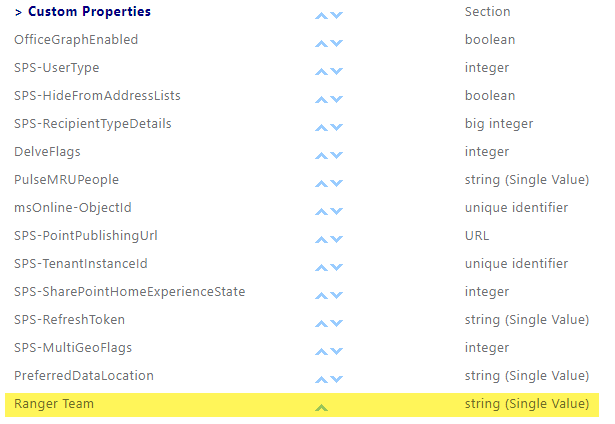 > Custom Properties Section
OfficeGraphEnabled boolean
SPS-UserType integer
SPS-HideFromAddressLists boolean
SPS-RecipientTypeDetails big integer
DelveFlags integer
PulseMRUPeople string (Single Value)
msOnline-ObjectId unique identifier
SPS-PointPublishingUrl URL
SPS-TenantInstanceId unique identifier
SPS-SharePointHomeExperienceState integer
SPS-RefreshToken string (Single Value)
SPS-MultiGeoFlags integer
PreferredDataLocation string (Single Value)
Ranger Team string (Single Value)